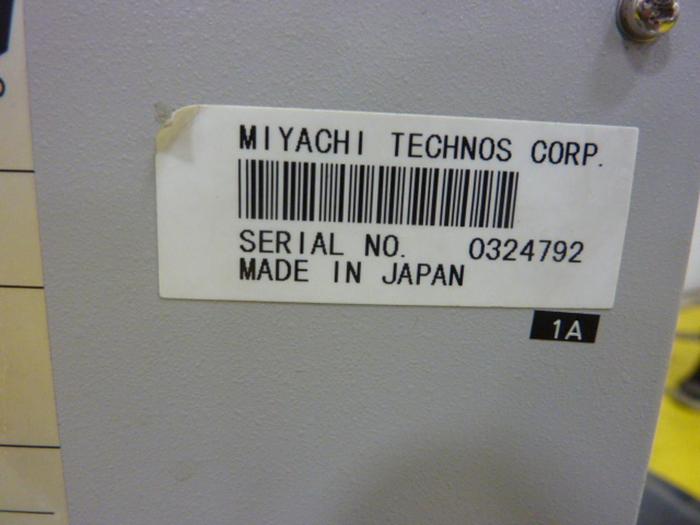 MIYACHI TECHNOS CORP.
SERIAL NO. 0324792
MADE IN JAPAN
1A